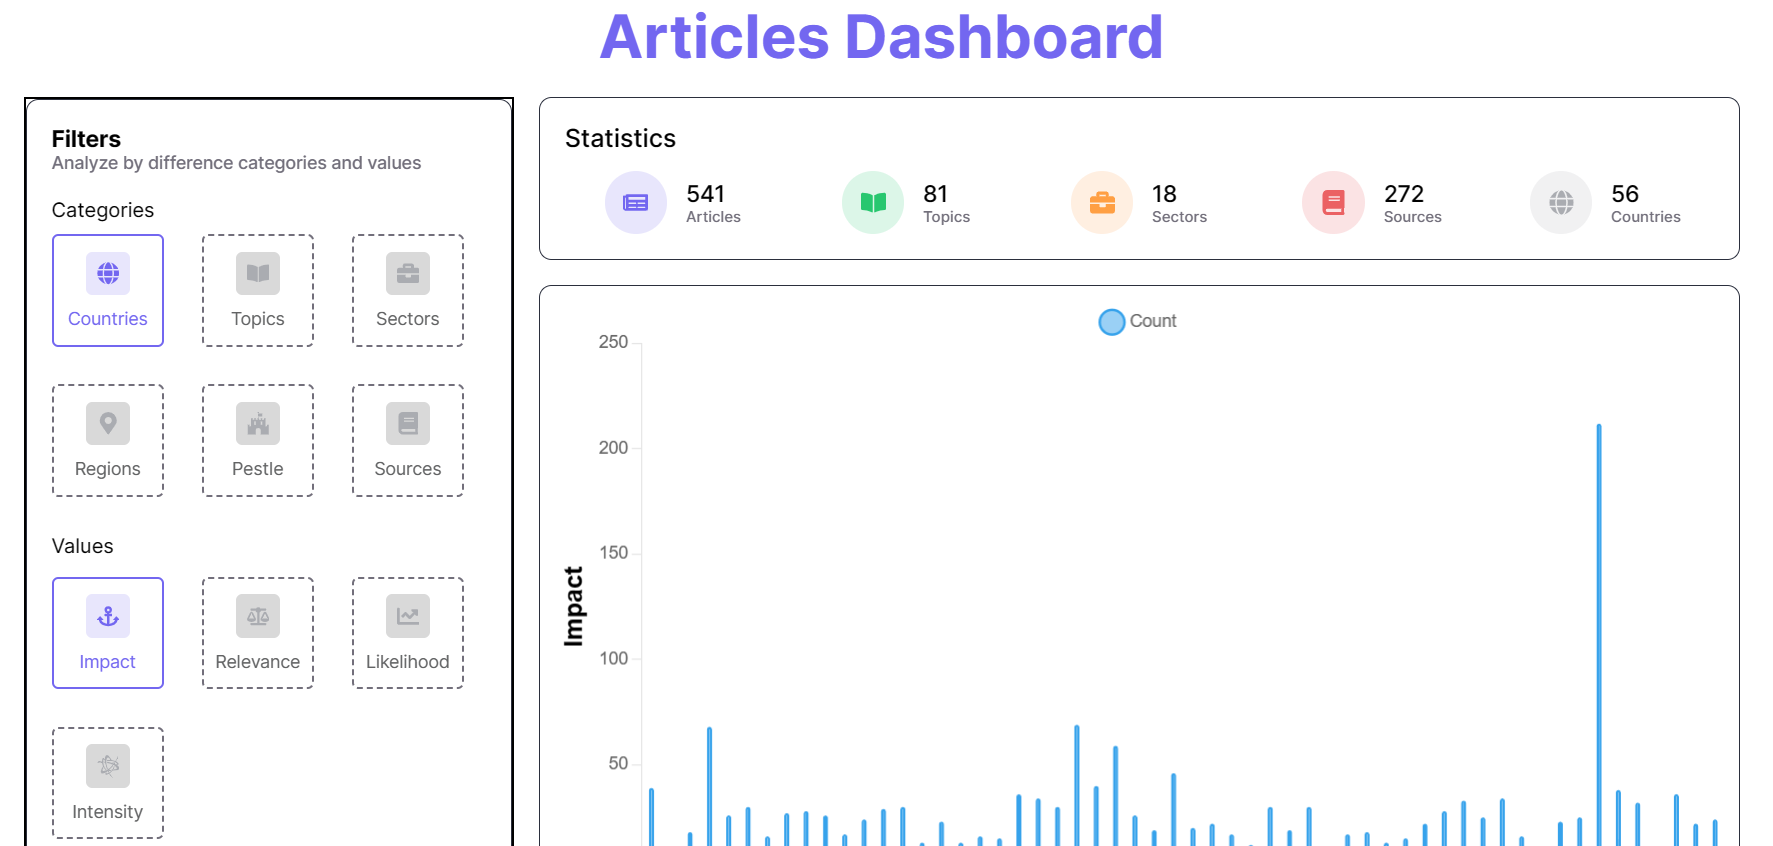 Articles Dashboard
Filters
Analyze by difference categories and values
Categories
Countries
Topics
Sectors
Regions
Pestle
Sources
Values
Impact
Relevance
Likelihood
Intensity
Statistics
541
Articles
81
Topics
18
Sectors
272
Sources
56
Countries
Count
250
200
150
100
50
Impact